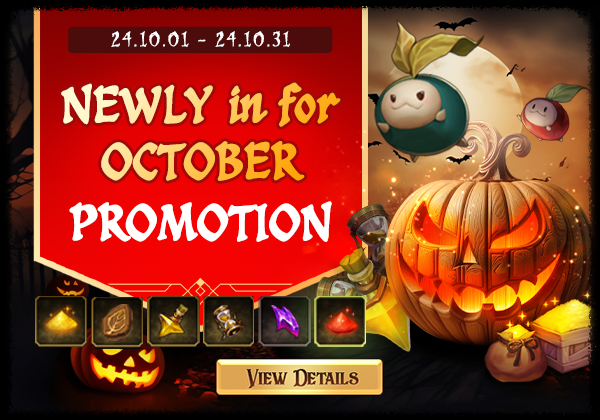 24.10.01 - 24.10.31
NEWLY in for
OCTOBER
PROMOTION
VIEW DETAILS